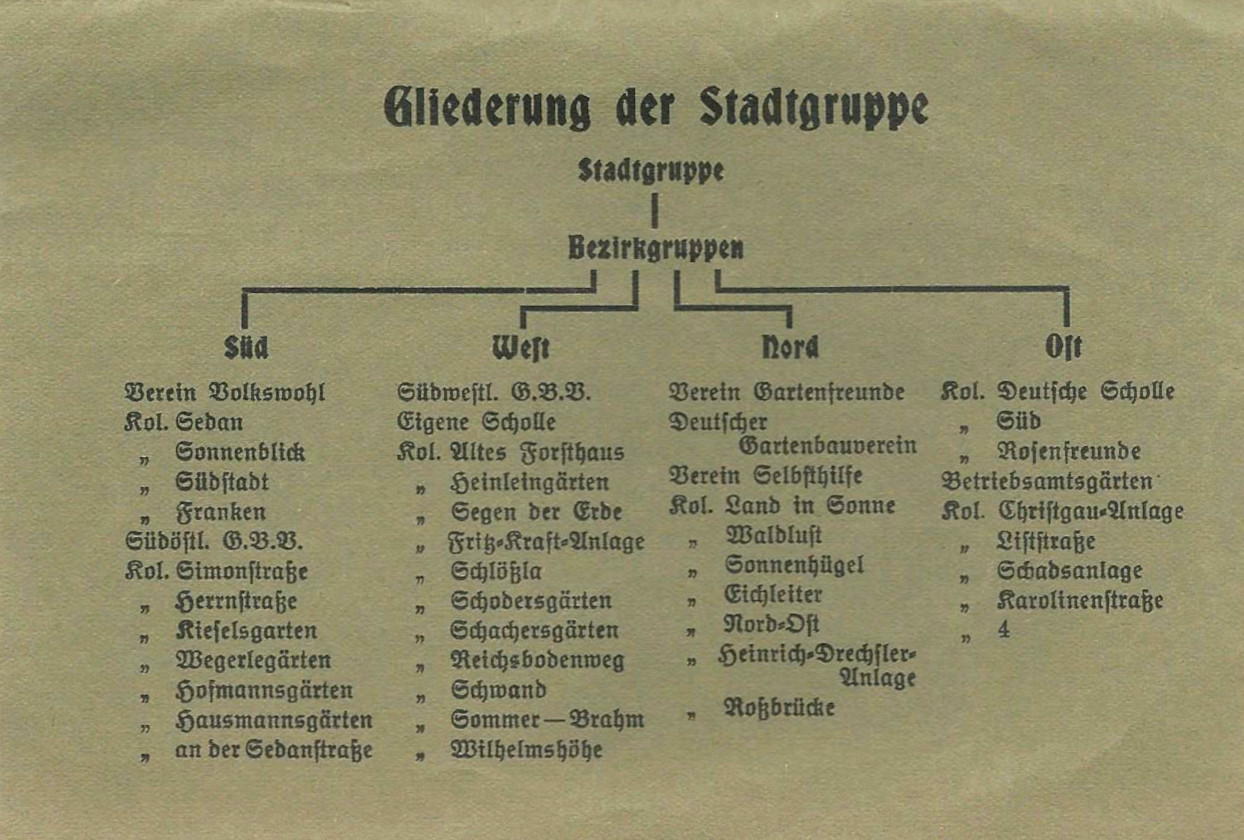 Gliederung der Stadtgruppe
Stadtgruppe
Bezirkgruppen
Süd
Verein Volkswohl
Kol. Sedan
„ Sonnenblick
„ Südstadt
„ Franken
Südöstl. G.B.V.
Kol. Simonstraße
„ Herrnstraße
„ Kieselsgarten
„ Wegerlegärten
„ Hofmannsgärten
„ Hausmannsgärten
„ an der Sedanstraße
West
Südwestl. G.B.V.
Eigene Scholle
Kol. Altes Forsthaus
„ Heinleingärten
„ Segen der Erde
„ Fritz-Kraft-Anlage
„ Schlößla
„ Schodersgärten
„ Schachersgärten
„ Reichsbodenweg
„ Schwand
„ Sommer—Brahm
„ Wilhelmshöhe
Nord
Verein Gartenfreunde
Deutscher
Gartenbauverein
Verein Selbsthilfe
Kol. Land in Sonne
„ Waldlust
„ Sonnenhügel
„ Eichleiter
„ Nord-Ost
„ Heinrich-Drechsler-
Anlage
„ Roßbrücke
Ost
Kol. Deutsche Scholle
„ Süd
„ Rosenfreunde
Betriebsamtsgärten
Kol. Christgau-Anlage
„ Liststraße
„ Schadsanlage
„ Karolinenstraße
„ 4